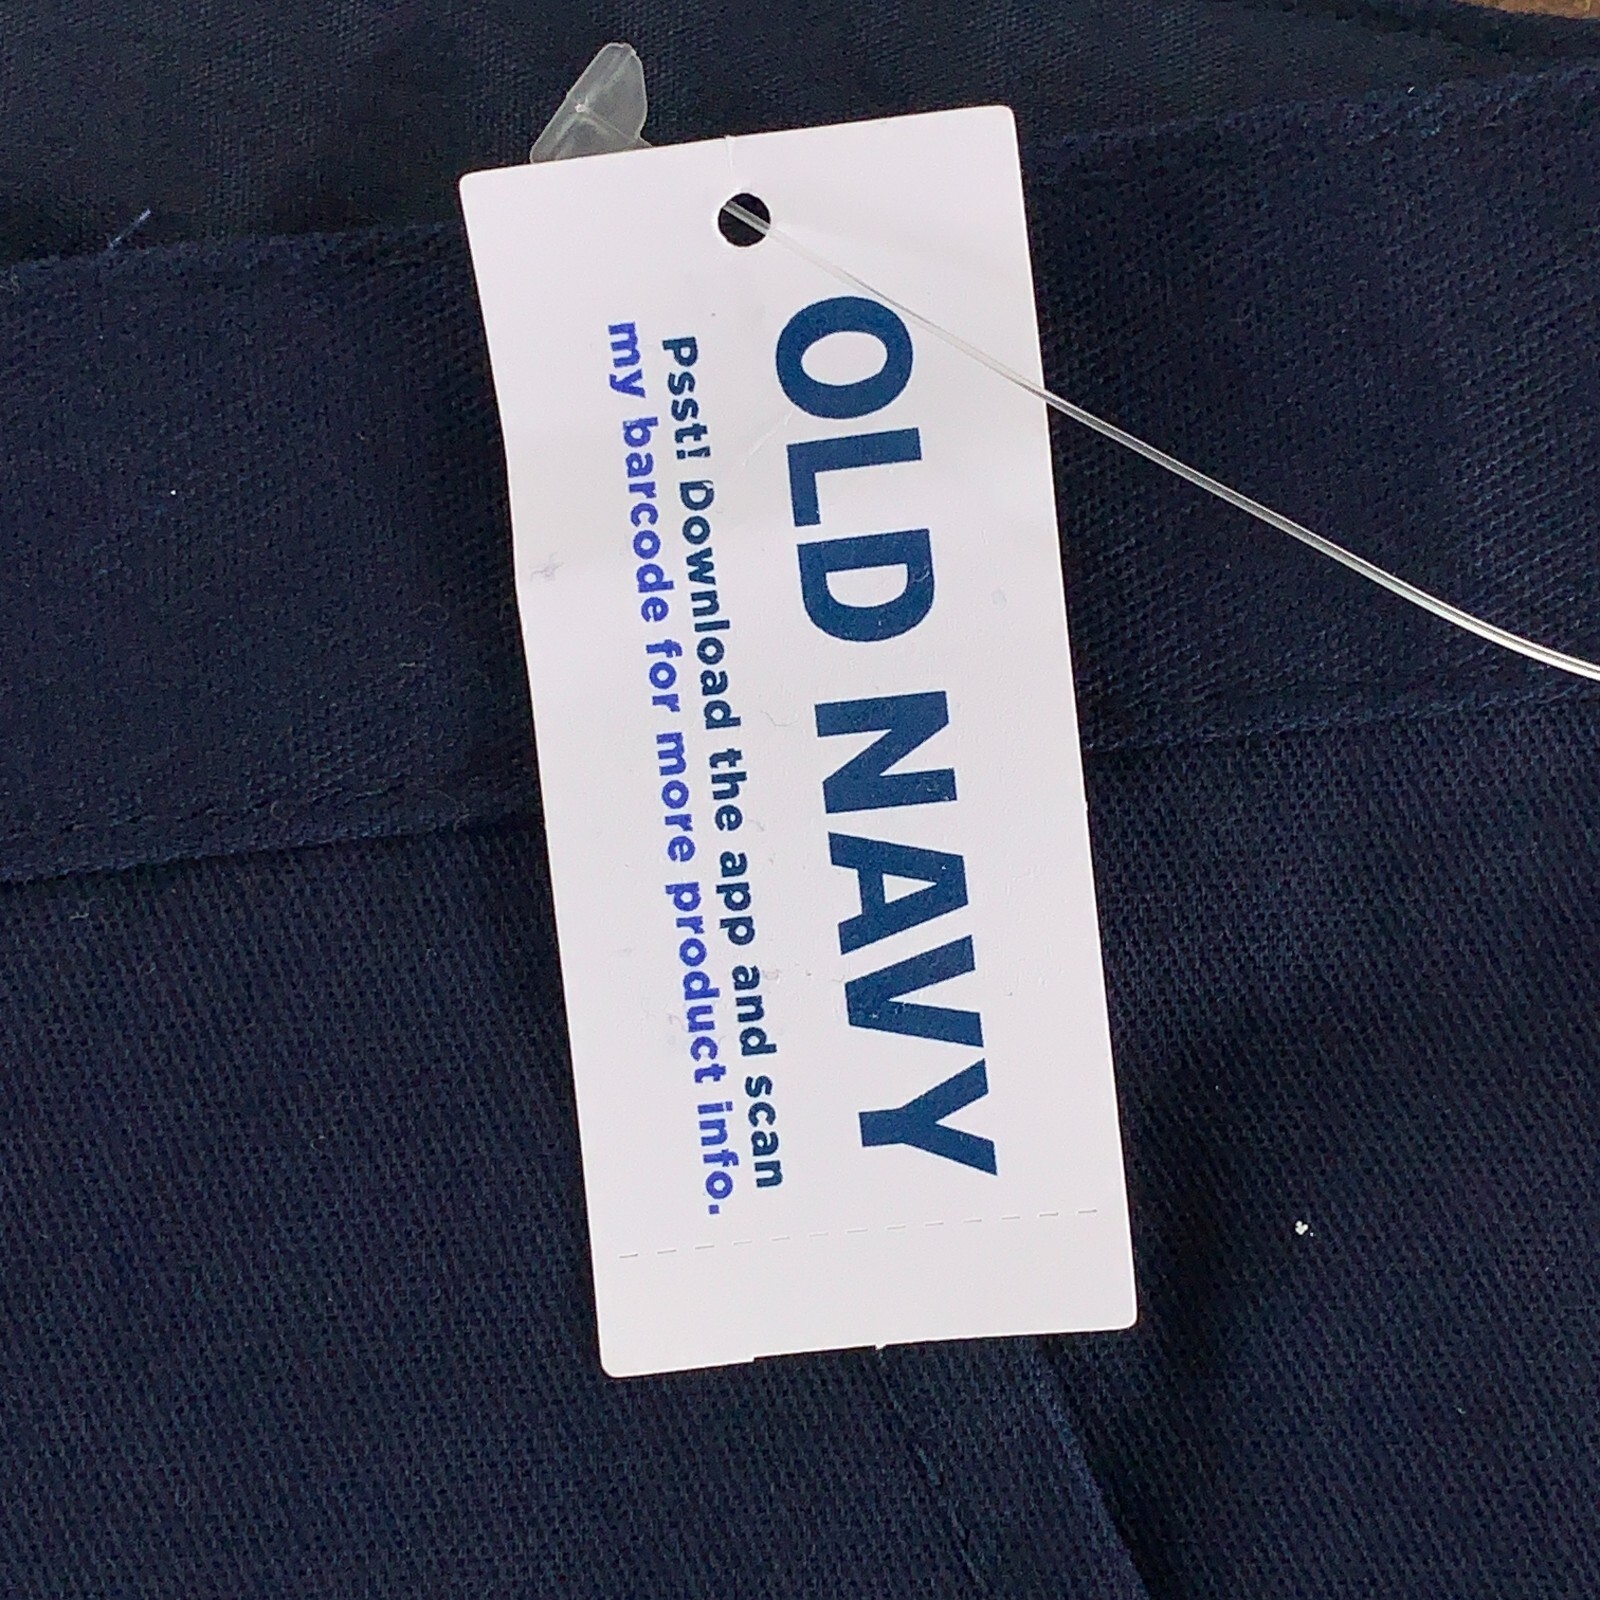 OLD NAVY
Psst! Download the app and scan
my barcode for more product info.